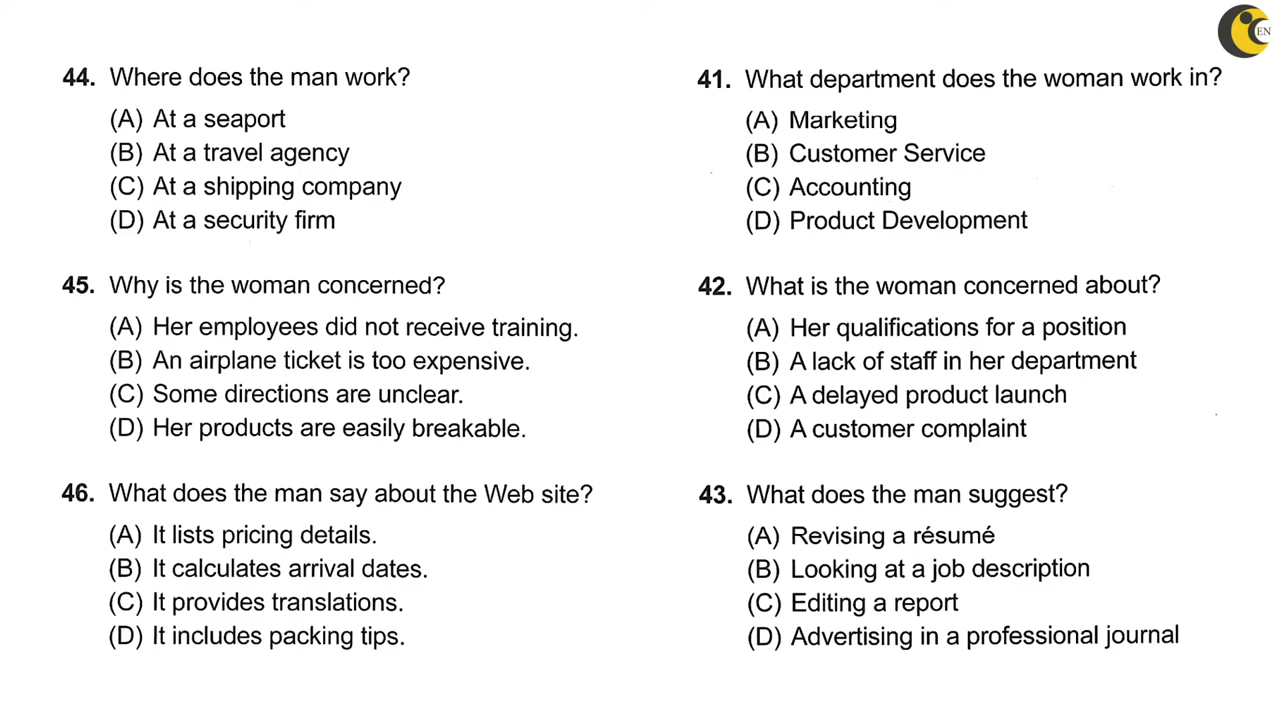 44. Where does the man work?
(A) At a seaport
(B) At a travel agency
(C) At a shipping company
(D) At a security firm
45. Why is the woman concerned?
(A) Her employees did not receive training.
(B) An airplane ticket is too expensive.
(C) Some directions are unclear.
(D) Her products are easily breakable.
46. What does the man say about the Web site?
(A) It lists pricing details.
(B) It calculates arrival dates.
(C) It provides translations.
(D) It includes packing tips.
EN
41. What department does the woman work in?
(A) Marketing
(B) Customer Service
(C) Accounting
(D) Product Development
42. What is the woman concerned about?
(A) Her qualifications for a position
(B) A lack of staff in her department
(C) A delayed product launch
(D) A customer complaint
43. What does the man suggest?
(A) Revising a résumé
(B) Looking at a job description
(C) Editing a report
(D) Advertising in a professional journal